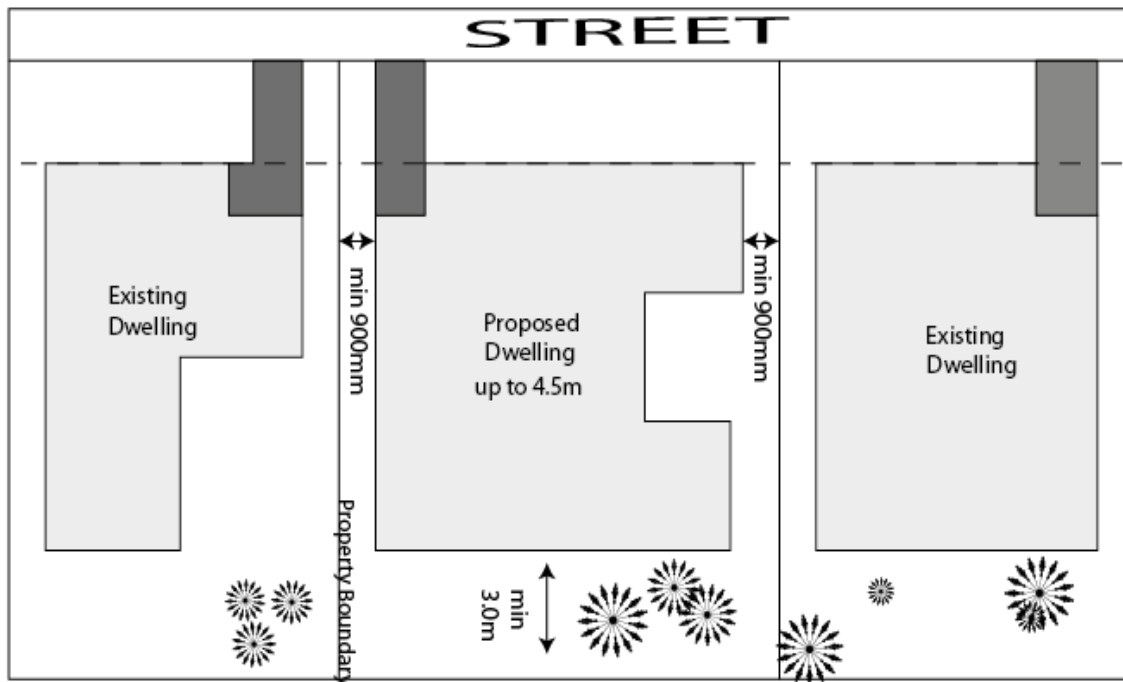 STREET
Existing
Dwelling
min 900mm
Proposed
Dwelling
up to 4.5m
min 900mm
Existing
Dwelling
Property Boundary
min
3.0m